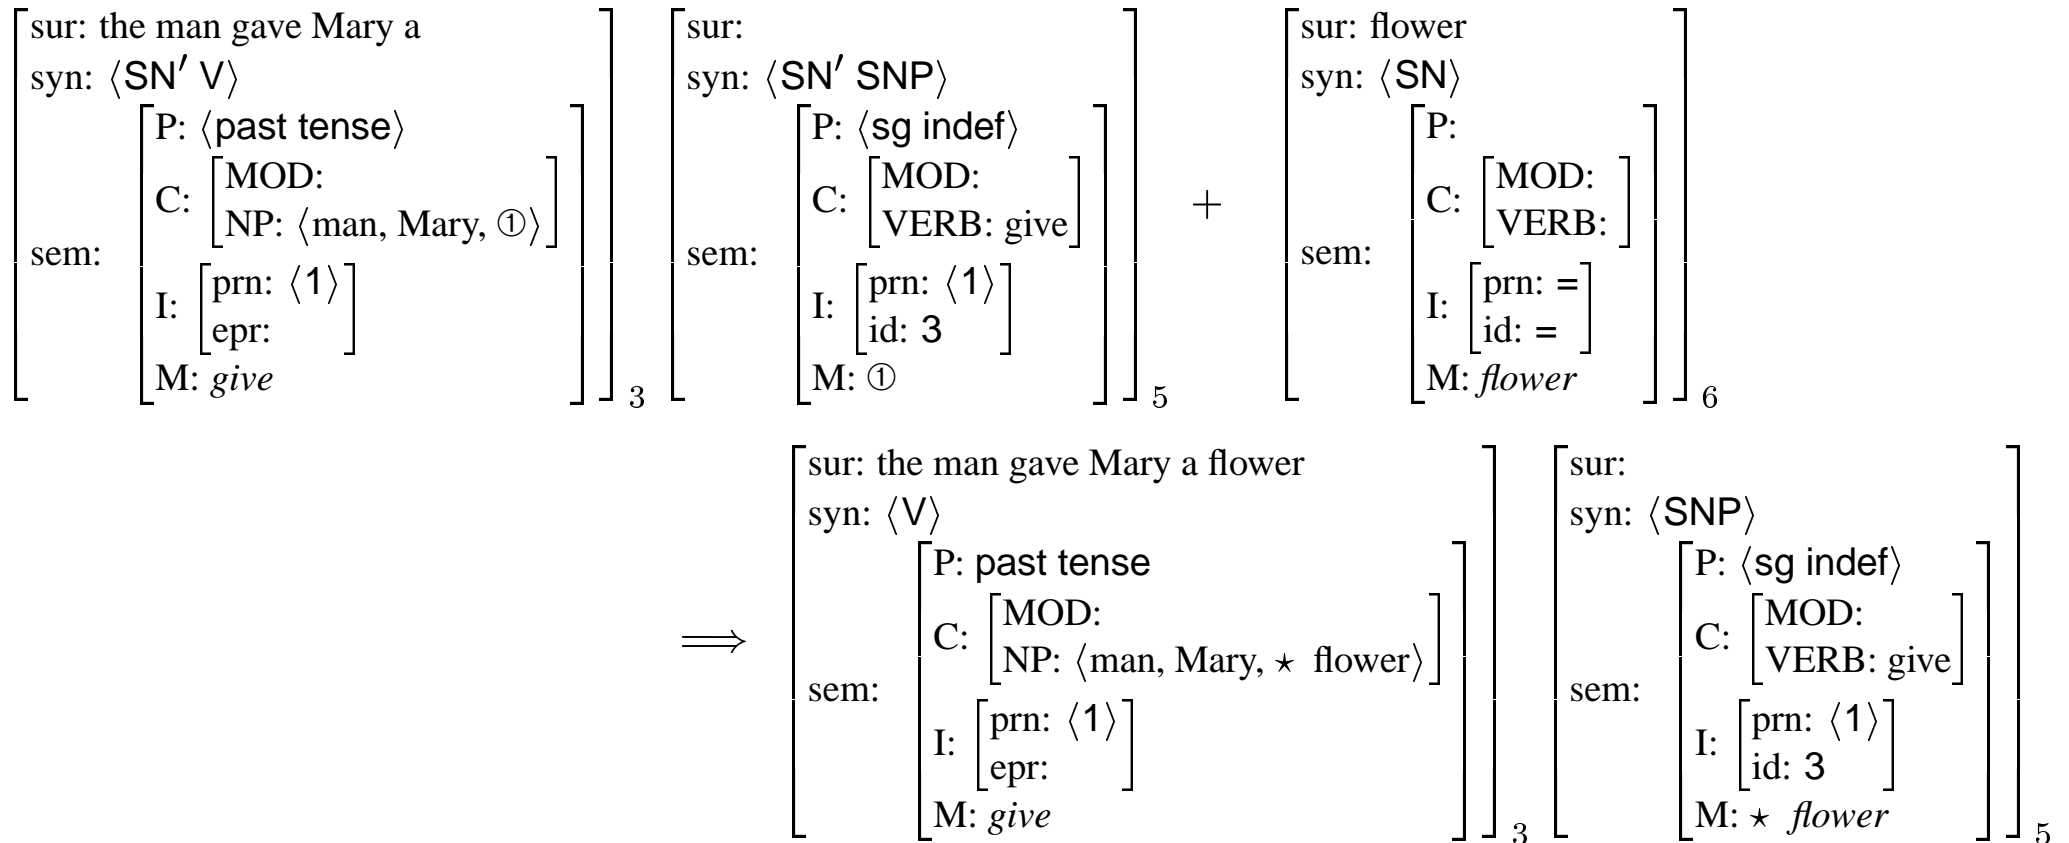 sur: the man gave Mary a
syn: ⟨SN′ V⟩
sem:
P: ⟨past tense⟩
C:
MOD:
NP: ⟨man, Mary, ①⟩
I:
prn: ⟨1⟩
epr:
M: give
3
sur:
syn: ⟨SN′ SNP⟩
sem:
P: ⟨sg indef⟩
C:
MOD:
VERB: give
I:
prn: ⟨1⟩
id: 3
M: ①
5
+
sur: flower
syn: ⟨SN⟩
sem:
P:
C:
MOD:
VERB:
I:
prn: =
id: =
M: flower
6
⟹
sur: the man gave Mary a flower
syn: ⟨V⟩
sem:
P: past tense
C:
MOD:
NP: ⟨man, Mary, ⋆ flower⟩
I:
prn: ⟨1⟩
epr:
M: give
3
sur:
syn: ⟨SNP⟩
sem:
P: ⟨sg indef⟩
C:
MOD:
VERB: give
I:
prn: ⟨1⟩
id: 3
M: ⋆ flower
5